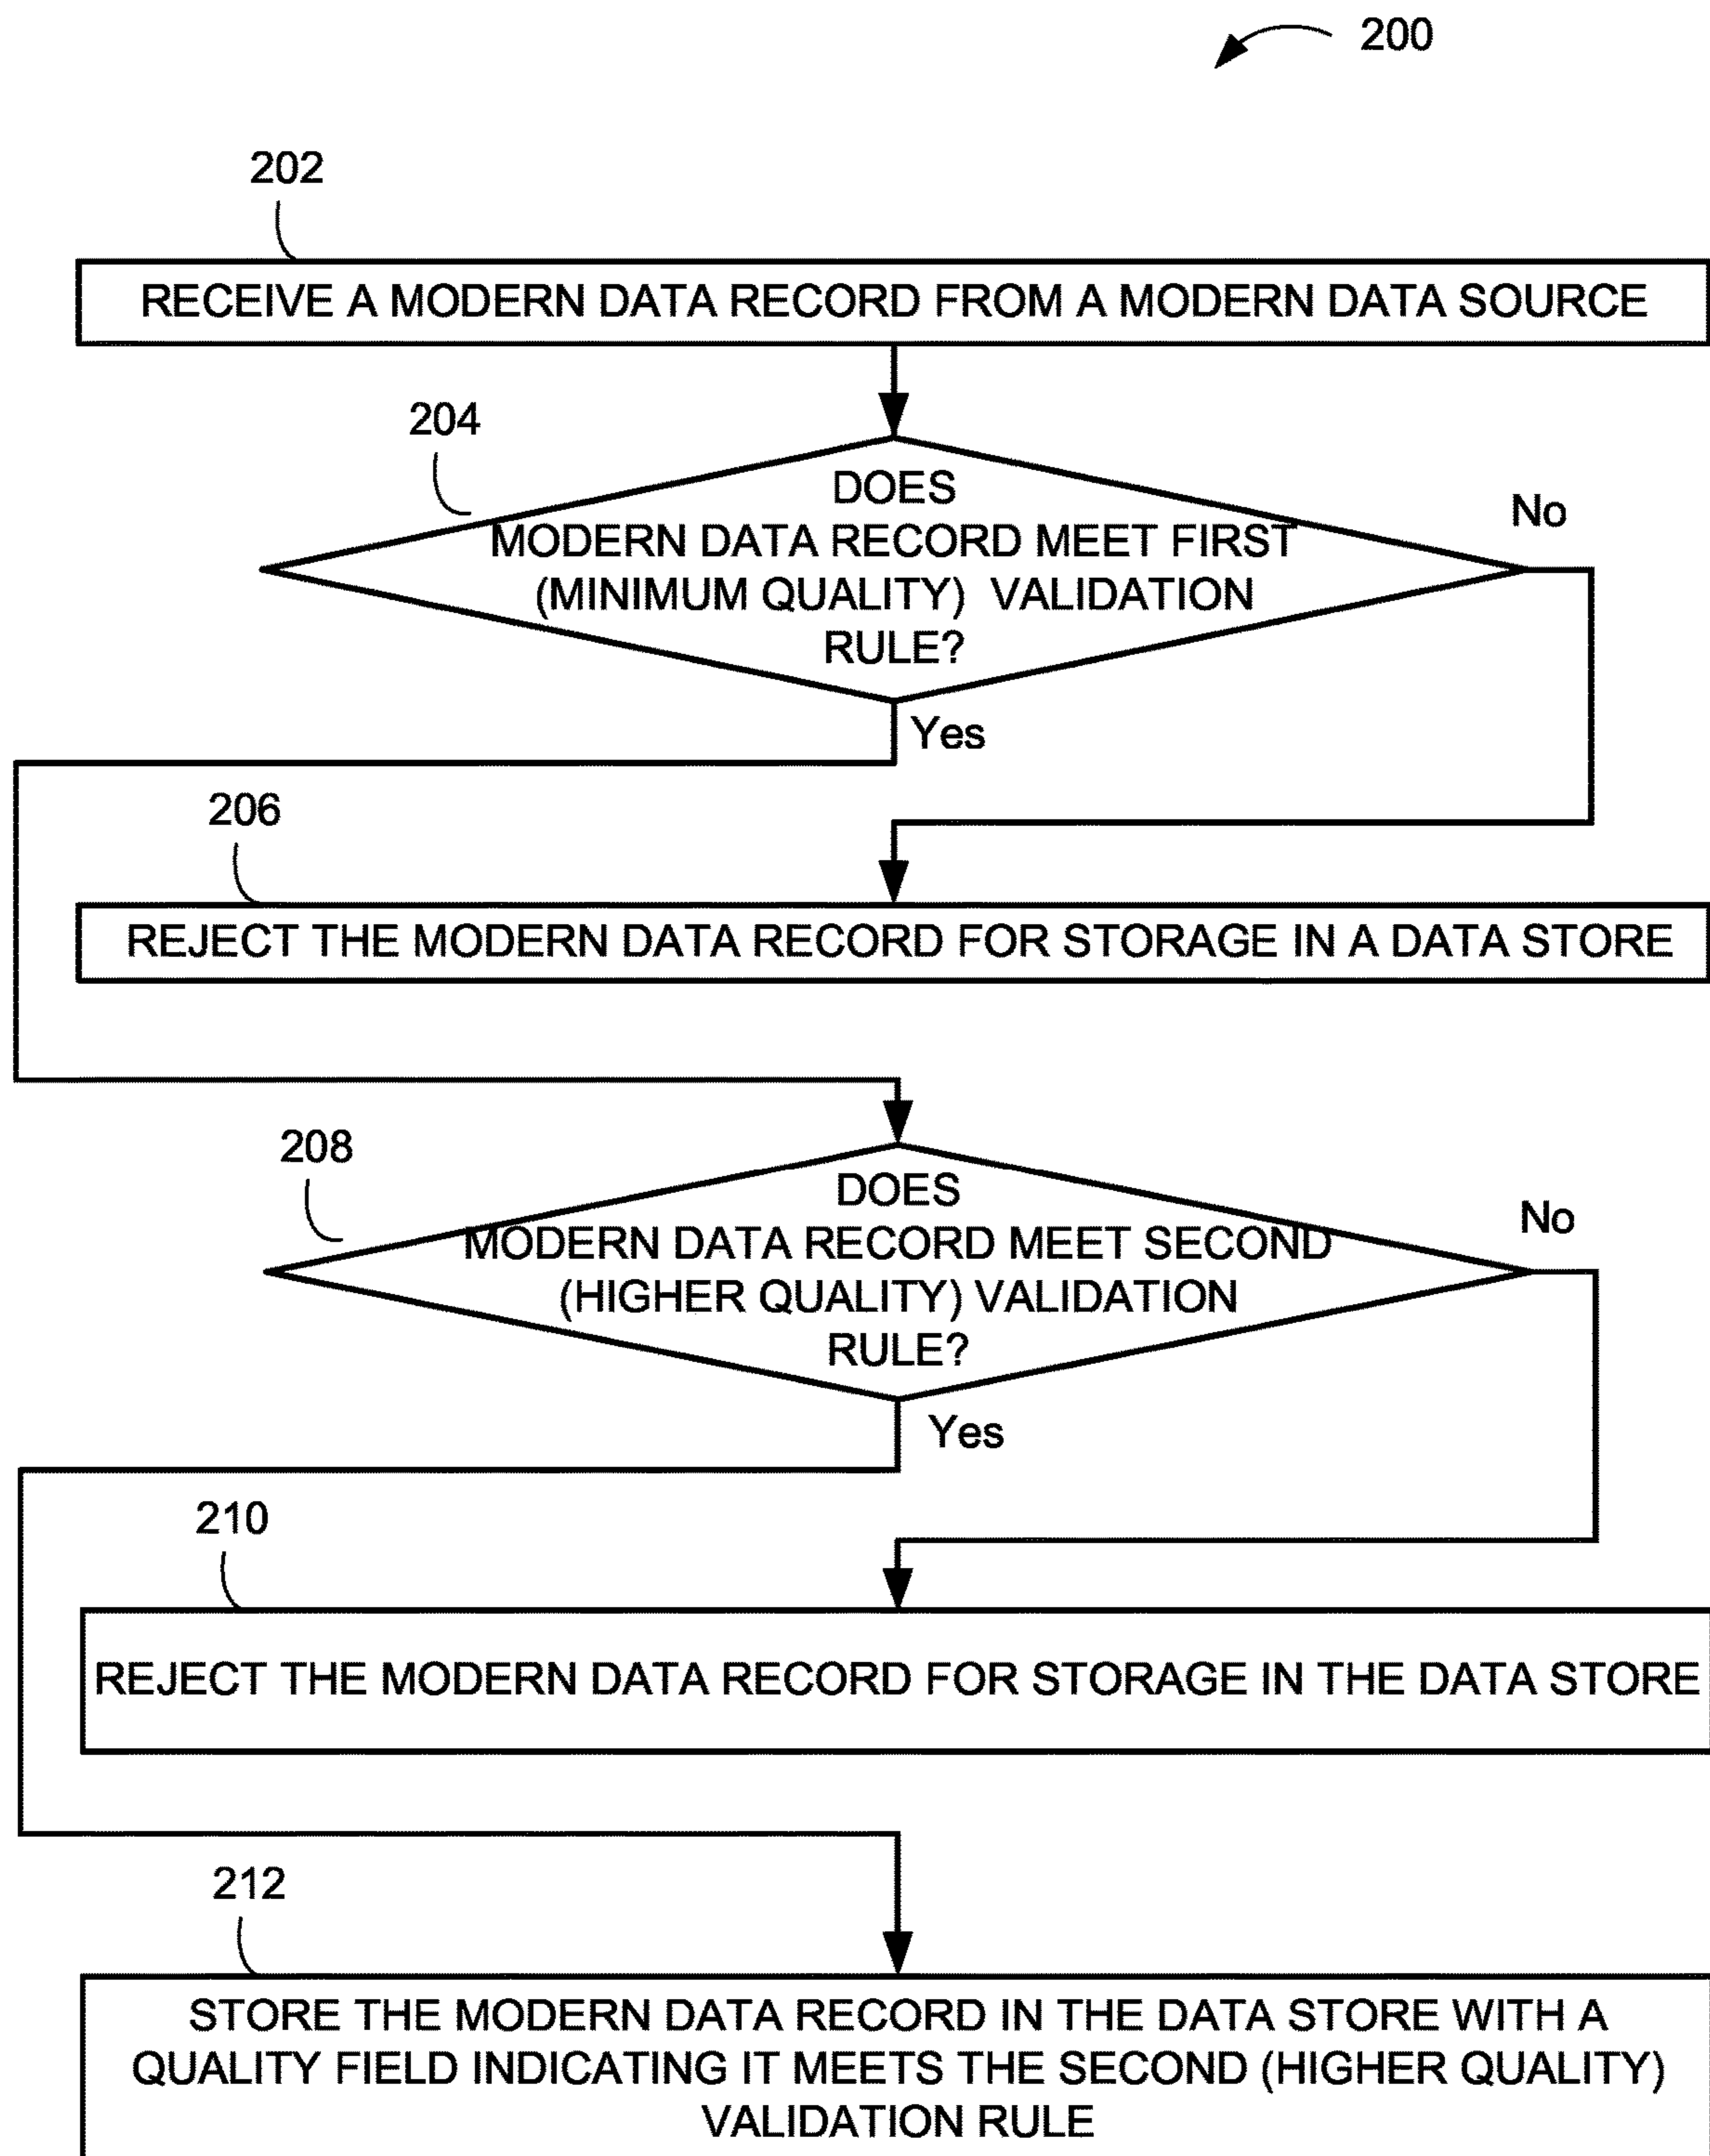 200
202
RECEIVE A MODERN DATA RECORD FROM A MODERN DATA SOURCE
204
DOES
MODERN DATA RECORD MEET FIRST
(MINIMUM QUALITY) VALIDATION
RULE?
No
Yes
206
REJECT THE MODERN DATA RECORD FOR STORAGE IN A DATA STORE
208
DOES
MODERN DATA RECORD MEET SECOND
(HIGHER QUALITY) VALIDATION
RULE?
No
Yes
210
REJECT THE MODERN DATA RECORD FOR STORAGE IN THE DATA STORE
212
STORE THE MODERN DATA RECORD IN THE DATA STORE WITH A
QUALITY FIELD INDICATING IT MEETS THE SECOND (HIGHER QUALITY)
VALIDATION RULE